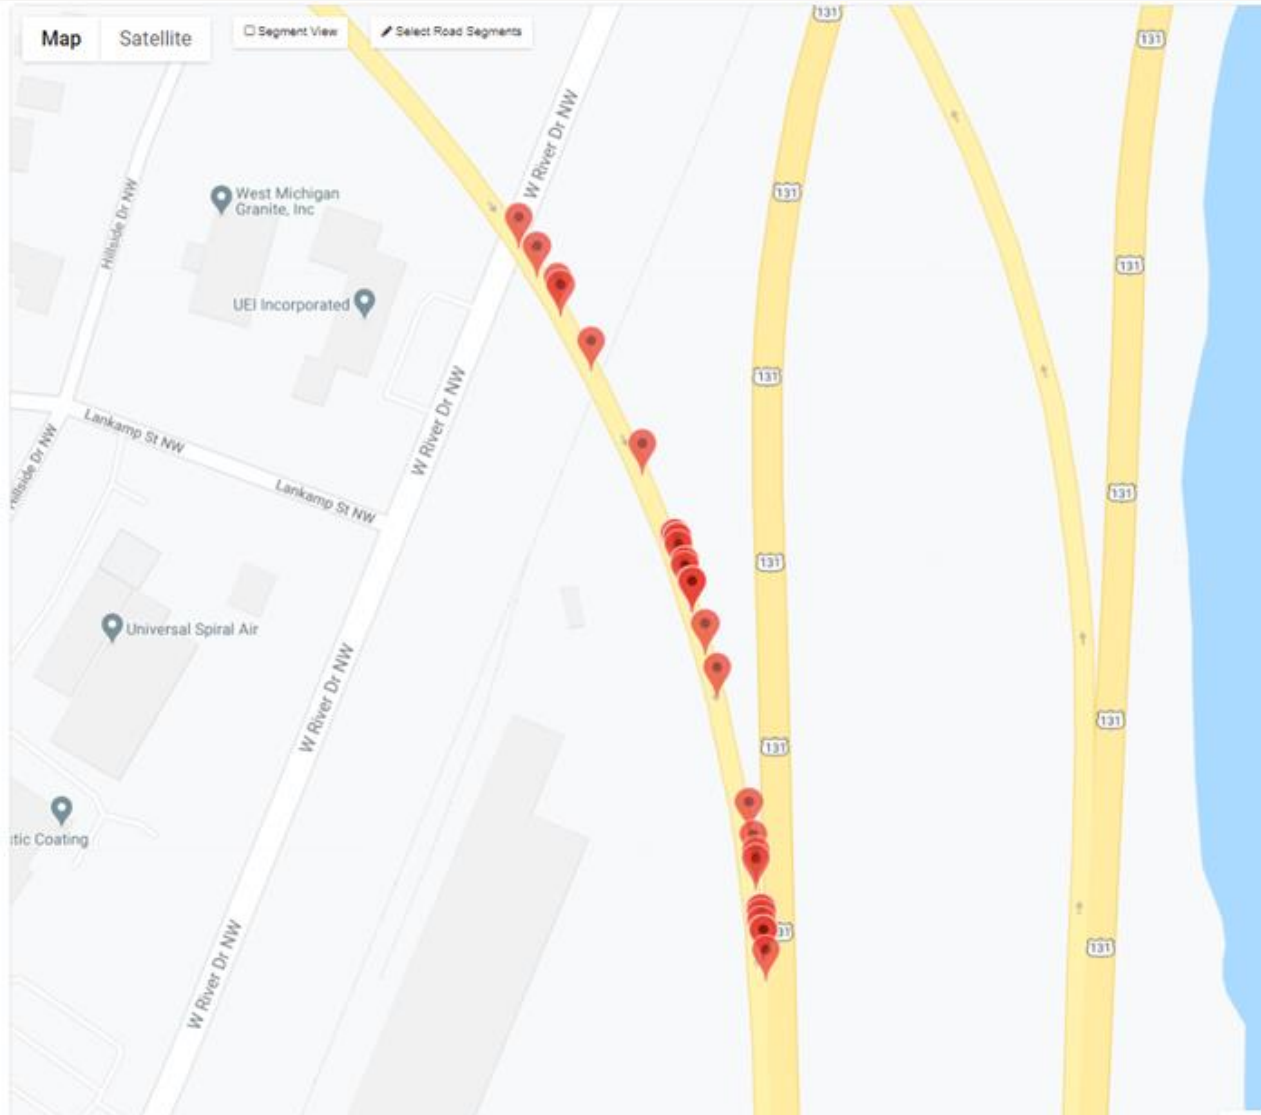 Map
Satellite
Segment View
Select Road Segments
131
131
W River Dr NW
Hillside Dr NW
West Michigan
Granite, Inc
131
131
UEI Incorporated
131
W River Dr NW
Lankamp St NW
Hillside Dr NW
Lankamp St NW
131
131
Universal Spiral Air
W River Dr NW
131
131
tic Coating
131
W River Dr NW